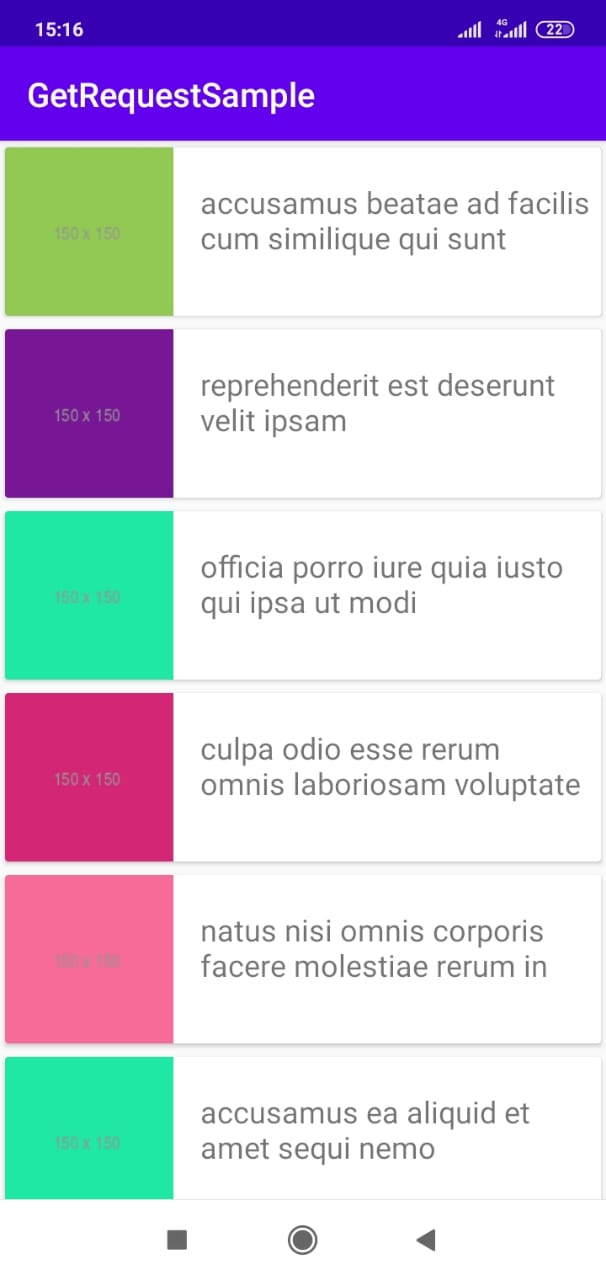 15:16
4G
22
GetRequestSample
150 x 150
accusamus beatae ad facilis
cum similique qui sunt
150 x 150
reprehenderit est deserunt
velit ipsam
150 x 150
officia porro iure quia iusto
qui ipsa ut modi
150 x 150
culpa odio esse rerum
omnis laboriosam voluptate
150 x 150
natus nisi omnis corporis
facere molestiae rerum in
150 x 150
accusamus ea aliquid et
amet sequi nemo